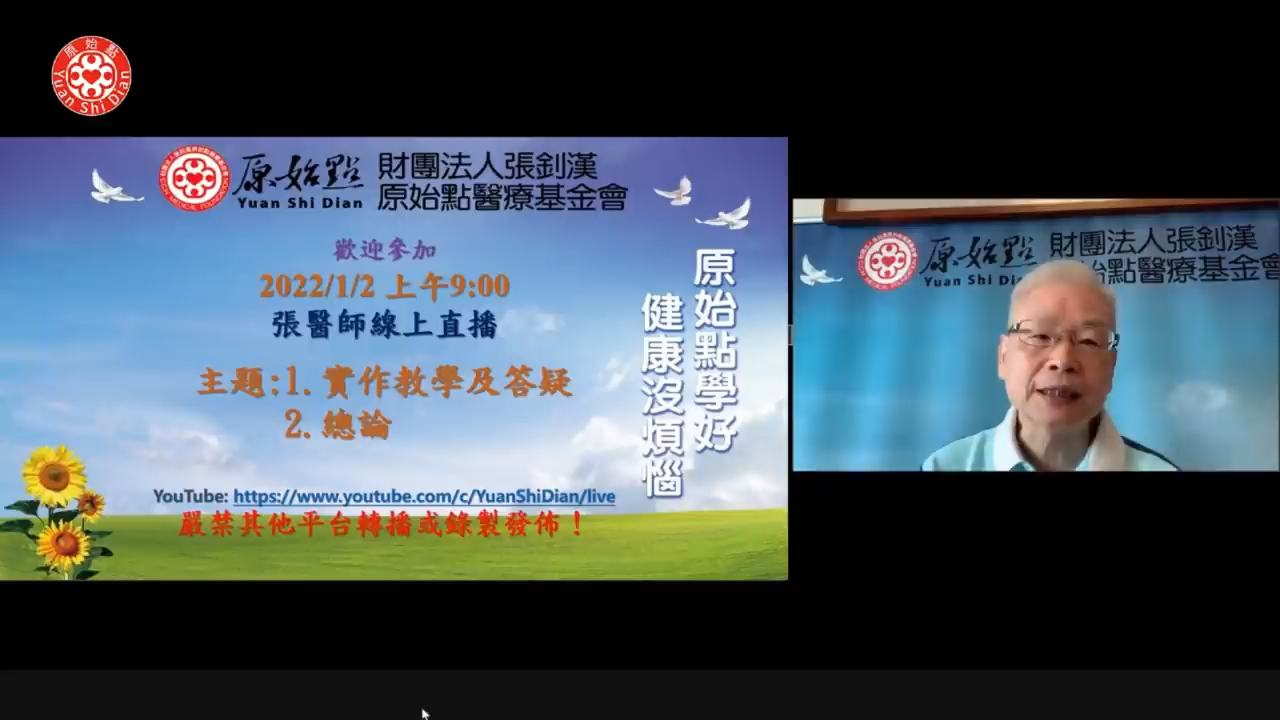 原始點
Yuan Shi Dian
原始點
Yuan Shi Dian
財團法人張釗漢
原始點醫療基金會
歡迎參加
2022/1/2 上午9:00
張醫師線上直播
主題:1. 實作教學及答疑
2. 總論
原始點學好
健康沒煩惱
YouTube: https://www.youtube.com/c/YuanShiDian/live
嚴禁其他平台轉播或錄製發佈！
原始點
Yuan Shi Di
財團法人張釗漢
始點醫療基金會